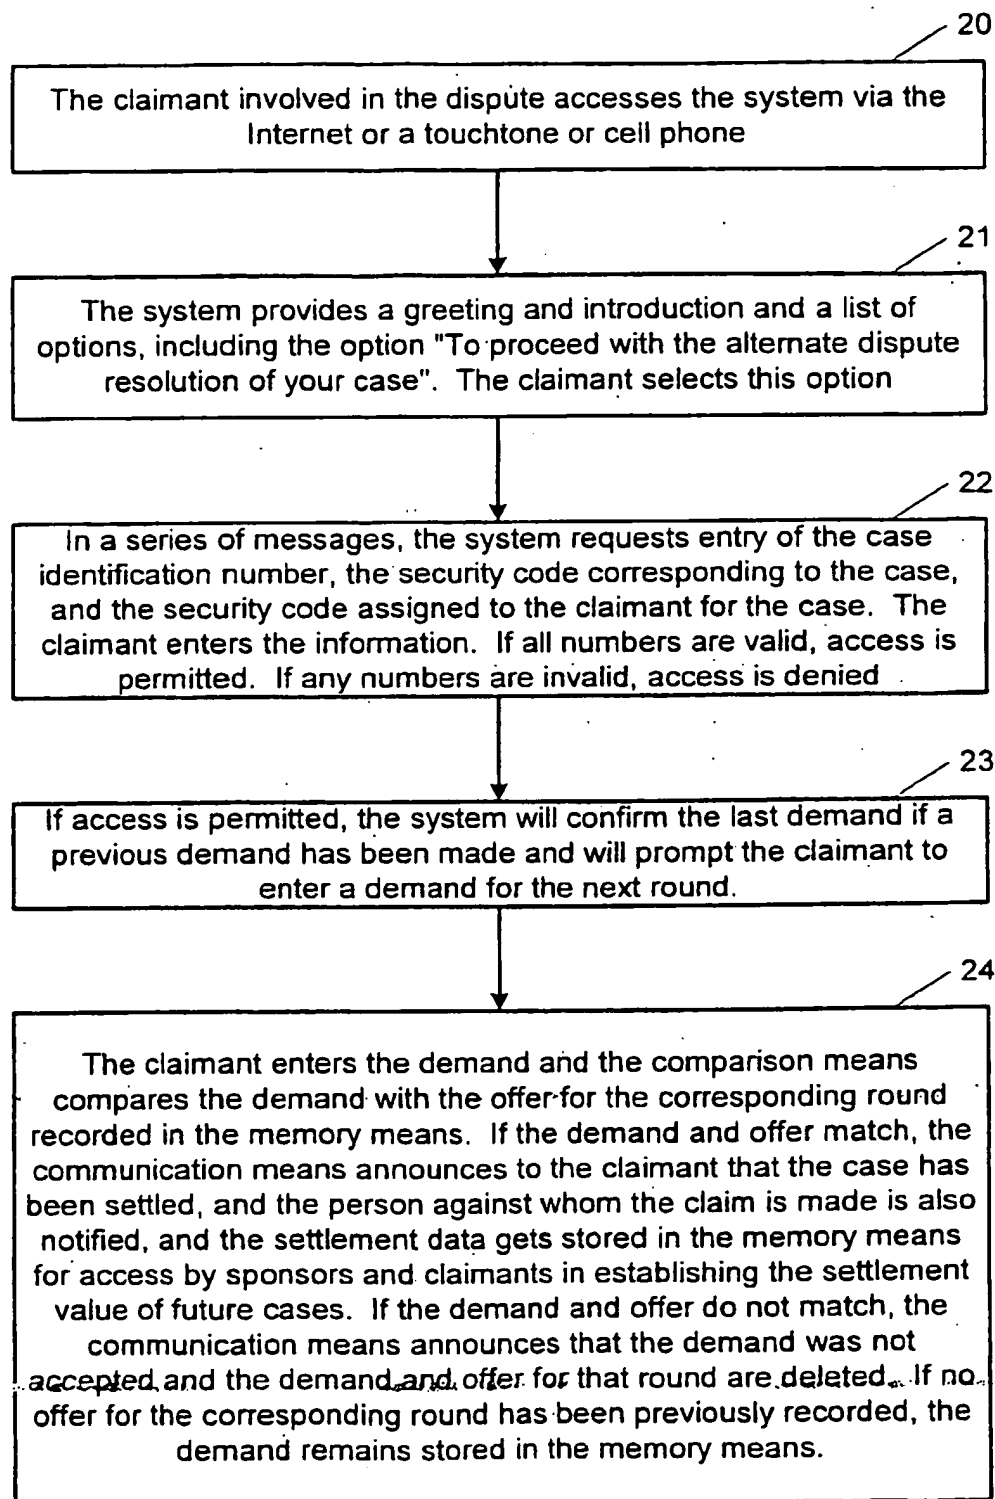 20
The claimant involved in the dispute accesses the system via the
Internet or a touchtone or cell phone
21
The system provides a greeting and introduction and a list of
options, including the option "To proceed with the alternate dispute
resolution of your case". The claimant selects this option
22
In a series of messages, the system requests entry of the case
identification number, the security code corresponding to the case,
and the security code assigned to the claimant for the case. The
claimant enters the information. If all numbers are valid, access is
permitted. If any numbers are invalid, access is denied
23
If access is permitted, the system will confirm the last demand if a
previous demand has been made and will prompt the claimant to
enter a demand for the next round.
24
The claimant enters the demand and the comparison means
compares the demand with the offer for the corresponding round
recorded in the memory means. If the demand and offer match, the
communication means announces to the claimant that the case has
been settled, and the person against whom the claim is made is also
notified, and the settlement data gets stored in the memory means
for access by sponsors and claimants in establishing the settlement
value of future cases. If the demand and offer do not match, the
communication means announces that the demand was not
accepted and the demand and offer for that round are deleted. If no
offer for the corresponding round has been previously recorded, the
demand remains stored in the memory means.